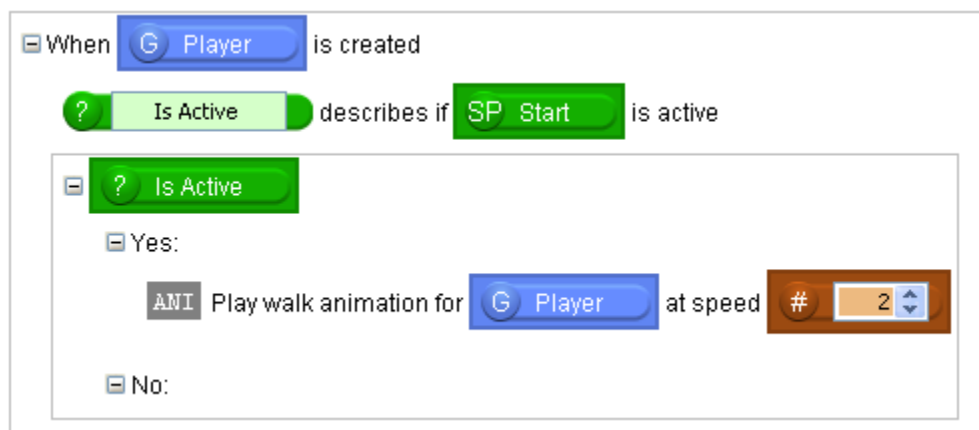 When G Player is created
? Is Active describes if SP Start is active
? Is Active
Yes:
ANI Play walk animation for G Player at speed # 2
No: